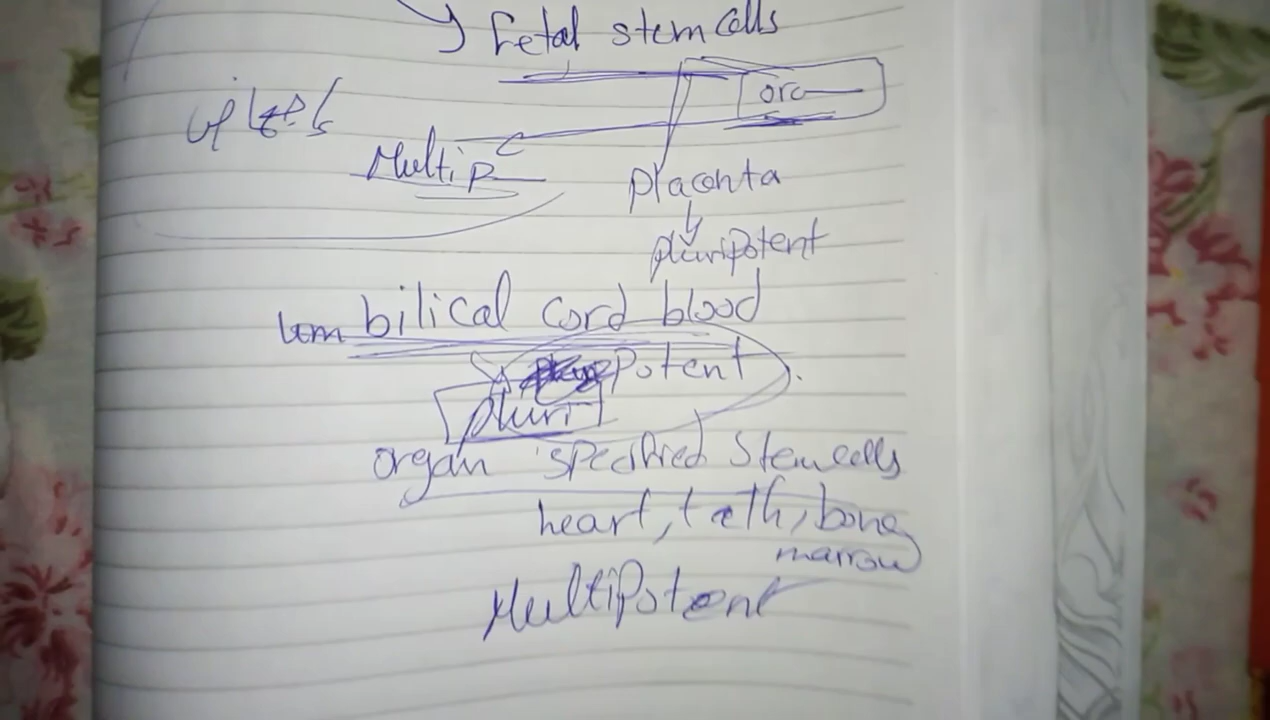 Fetal stem cells
org
Multip
placenta
pluripotent
umbilical cord blood
potent
pluri
organ specified stem cells
heart, teeth, bone
marrow
Multipotent